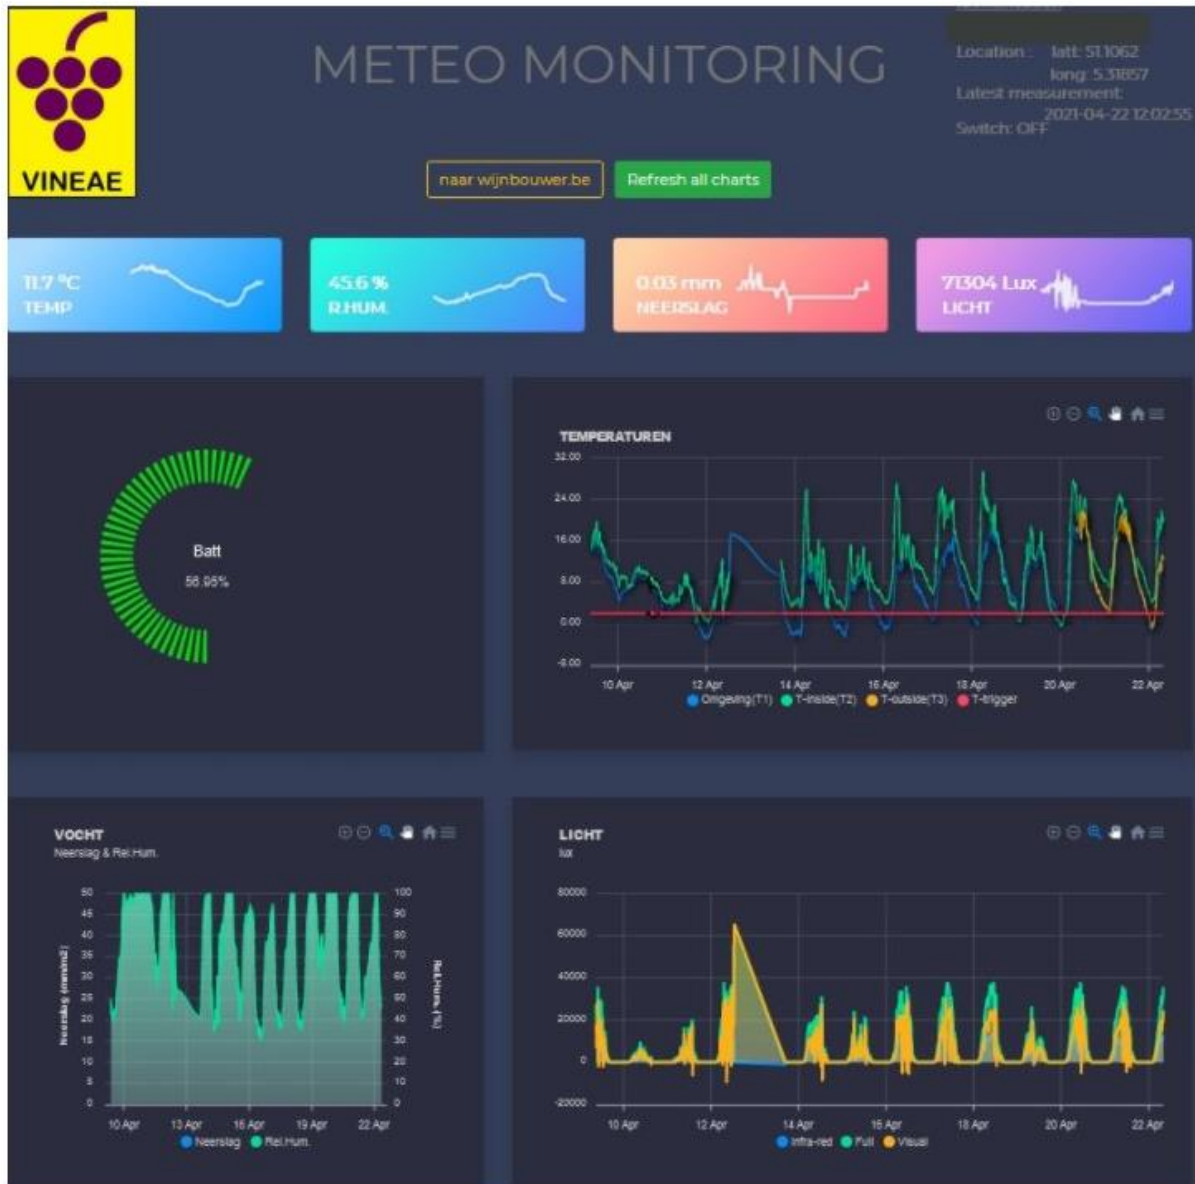 VINEAE
METEO MONITORING
Location : latt: 51.1062
long: 5.31857
Latest measurement:
2021-04-22 12:02:55
Switch: OFF
naar wijnbouwer.be
Refresh all charts
11.7 °C
TEMP
45.6 %
R.HUM.
0.03 mm
NEERSLAG
71304 Lux
LICHT
Batt
56.95%
TEMPERATUREN
32.00
24.00
16.00
8.00
0.00
-8.00
10 Apr 12 Apr 14 Apr 16 Apr 18 Apr 20 Apr 22 Apr
Omgeving(T1) T-inside(T2) T-outside(T3) T-trigger
VOCHT
Neerslag & Rel.Hum.
50 100
45 90
40 80
35 70
30 60
25 50
20 40
15 30
10 20
5 10
0 0
Neerslag (mm/m2)
Rel.Hum. (%)
10 Apr 13 Apr 16 Apr 19 Apr 22 Apr
Neerslag Rel.Hum.
LICHT
lux
80000
60000
40000
20000
0
-20000
10 Apr 12 Apr 14 Apr 16 Apr 18 Apr 20 Apr 22 Apr
Infra-red Full Visual